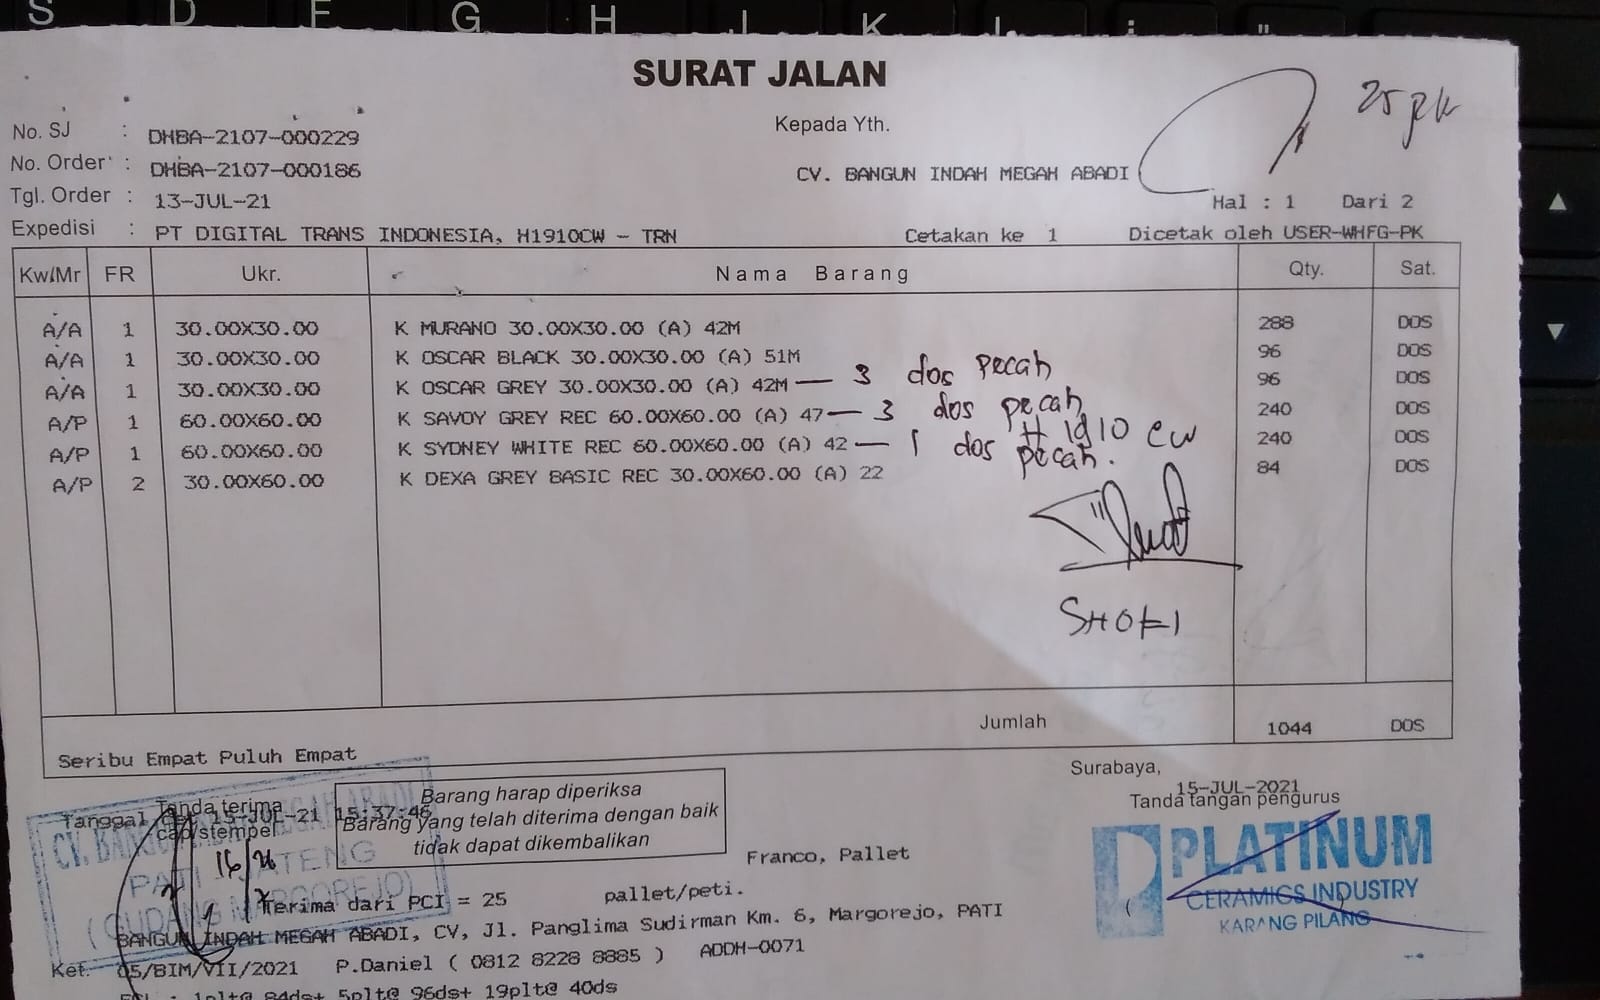 S D F G H J K L ; "
SURAT JALAN
25 pk
No. SJ : DHBA-2107-000229
Kepada Yth.
No. Order : DHBA-2107-000186
CV. BANGUN INDAH MEGAH ABADI
Tgl. Order : 13-JUL-21
Hal : 1 Dari 2
Expedisi : PT DIGITAL TRANS INDONESIA, H1910CW - TRN Cetakan ke 1 Dicetak oleh USER-WHFG-PK
Kw/Mr FR Ukr. Nama Barang Qty. Sat.
A/A 1 30.00X30.00 K MURANO 30.00X30.00 (A) 42M 288 DOS
A/A 1 30.00X30.00 K OSCAR BLACK 30.00X30.00 (A) 51M 96 DOS
A/A 1 30.00X30.00 K OSCAR GREY 30.00X30.00 (A) 42M — 3 dos pecah 96 DOS
A/P 1 60.00X60.00 K SAVOY GREY REC 60.00X60.00 (A) 47 — 3 dos pecah 240 DOS
H 1910 CW
A/P 1 60.00X60.00 K SYDNEY WHITE REC 60.00X60.00 (A) 42 — 1 dos pecah. 240 DOS
A/P 2 30.00X60.00 K DEXA GREY BASIC REC 30.00X60.00 (A) 22 84 DOS
Jumlah 1044 DOS
Seribu Empat Puluh Empat
Surabaya,
15-JUL-2021
Tanda tangan pengurus
Tanda terima
Tanggal 15-JUL-21 15:37:46
cap/stempel
Barang harap diperiksa
Barang yang telah diterima dengan baik
tidak dapat dikembalikan
CV. BANGUN INDAH MEGAH ABADI
PATI JATENG
(GUDANG MARGOREJO)
PLATINUM
CERAMICS INDUSTRY
KARANG PILANG
Franco, Pallet
Terima dari PCI = 25 pallet/peti.
BANGUN INDAH MEGAH ABADI, CV, Jl. Panglima Sudirman Km. 6, Margorejo, PATI
Ket. 05/BIM/VII/2021 P.Daniel ( 0812 8228 8885 ) ADDH-0071
1plt@ 84ds+ 5plt@ 96ds+ 19plt@ 40ds